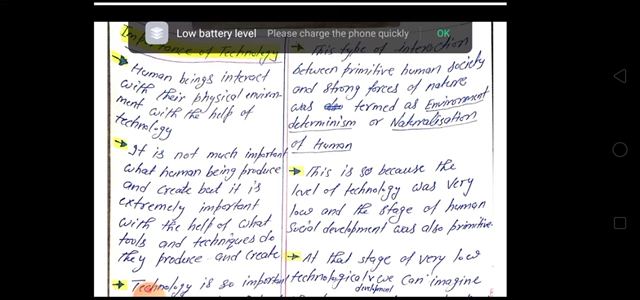 Low battery level Please charge the phone quickly OK
Importance of Technology
Human beings interact
with their physical environ-
ment with the help of
technology
It is not much important
what human being produce
and create but it is
extremely important
with the help of what
tools and techniques do
they produce and create
Technology is so important
This type of interaction
between primitive human society
and strong forces of nature
was termed as Environment
determinism or Naturalisation
of Human
This is so because the
level of technology was very
low and the stage of human
Social development was also primitive.
At that stage of very low
technological we can imagine
development